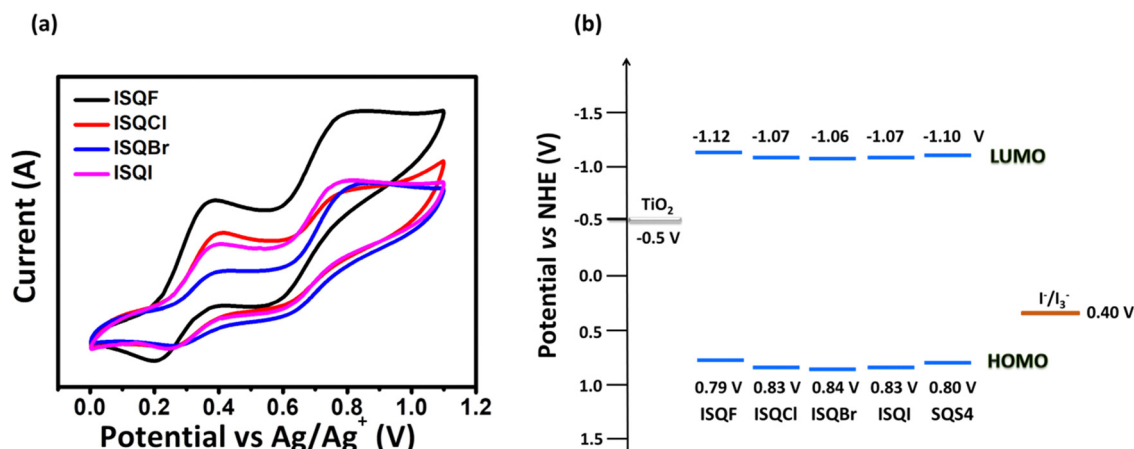 (a)
ISQF
ISQCl
ISQBr
ISQI
Current (A)
0.0 0.2 0.4 0.6 0.8 1.0 1.2
Potential vs Ag/Ag⁺ (V)
(b)
Potential vs NHE (V)
-1.5
-1.0
-0.5
0.0
0.5
1.0
1.5
TiO₂
-0.5 V
-1.12 -1.07 -1.06 -1.07 -1.10 V
LUMO
I⁻/I₃⁻
0.40 V
HOMO
0.79 V 0.83 V 0.84 V 0.83 V 0.80 V
ISQF ISQCl ISQBr ISQI SQS4